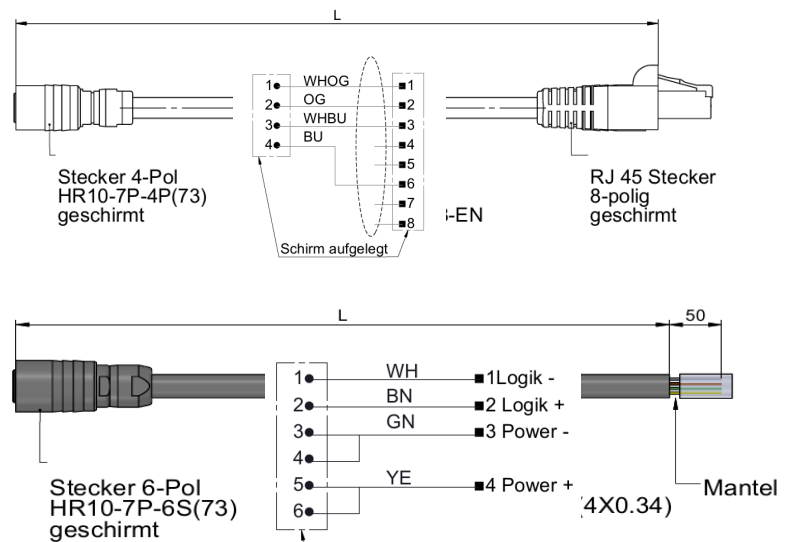 L
1 WHOG 1
2 OG 2
3 WHBU 3
4 BU 4
5
6
7
8
Stecker 4-Pol
HR10-7P-4P(73)
geschirmt
RJ 45 Stecker
8-polig
geschirmt
-EN
Schirm aufgelegt
L
50
1 WH 1Logik -
2 BN 2 Logik +
3 GN 3 Power -
4
5 YE 4 Power +
6
Stecker 6-Pol
HR10-7P-6S(73)
geschirmt
(4X0.34)
Mantel